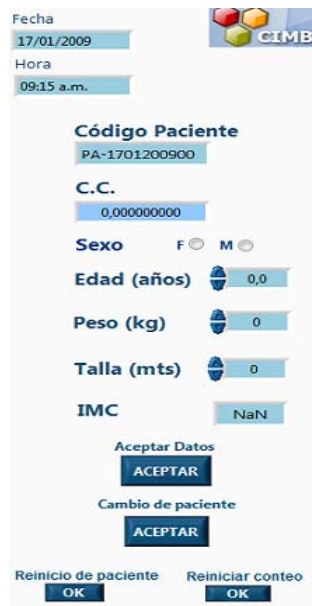 Fecha
17/01/2009
CIMB
Hora
09:15 a.m.
Código Paciente
PA-1701200900
C.C.
0,000000000
Sexo F M
Edad (años) 0,0
Peso (kg) 0
Talla (mts) 0
IMC NaN
Aceptar Datos
ACEPTAR
Cambio de paciente
ACEPTAR
Reinicio de paciente Reiniciar conteo
OK OK